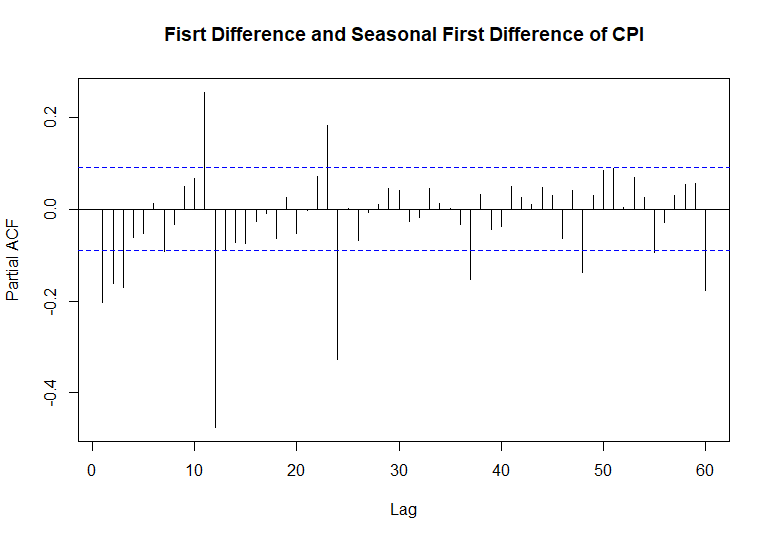 Fisrt Difference and Seasonal First Difference of CPI
Partial ACF
0.2
0.0
-0.2
-0.4
0 10 20 30 40 50 60
Lag